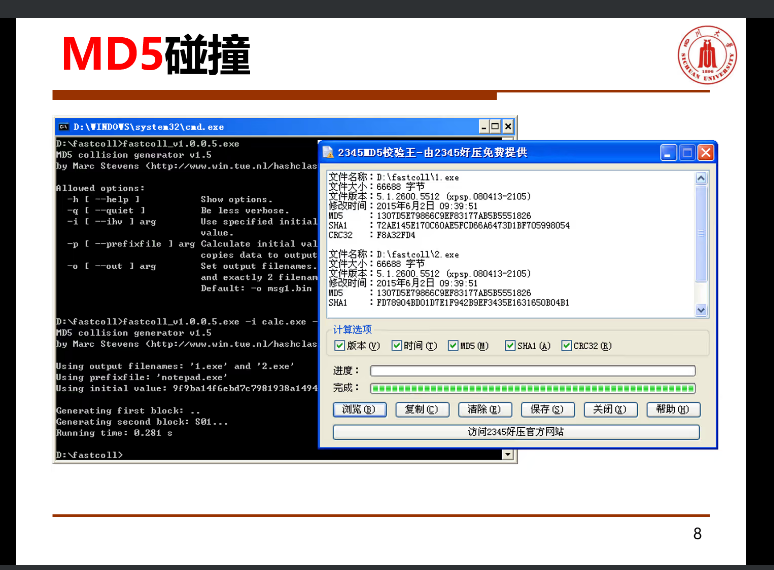 MD5碰撞
D:\WINDOWS\system32\cmd.exe
D:\fastcoll>fastcoll_v1.0.0.5.exe
MD5 collision generator v1.5
by Marc Stevens (http://www.win.tue.nl/hashclas
Allowed options:
-h [ --help ] Show options.
-q [ --quiet ] Be less verbose.
-i [ --ihv ] arg Use specified initial
value.
-p [ --prefixfile ] arg Calculate initial val
copies data to output
-o [ --out ] arg Set output filenames.
and exactly 2 filenam
Default: -o msg1.bin
D:\fastcoll>fastcoll_v1.0.0.5.exe -i calc.exe -
MD5 collision generator v1.5
by Marc Stevens (http://www.win.tue.nl/hashclas
Using output filenames: '1.exe' and '2.exe'
Using prefixfile: 'notepad.exe'
Using initial value: 9f9ba14f6ebd7c7981938a1494
Generating first block: ..
Generating second block: S01...
Running time: 0.281 s
D:\fastcoll>
2345MD5校验王-由2345好压免费提供
文件名称：D:\fastcoll\1.exe
文件大小：66688 字节
文件版本：5.1.2600.5512 (xpsp.080413-2105)
修改时间：2015年6月2日 09:39:51
MD5 ：1307D5E79866C9EF83177AB5B5551826
SHA1 ：72AE145E170C60AE5FCD66A6473D1BF705998054
CRC32 ：F8A32FD4
文件名称：D:\fastcoll\2.exe
文件大小：66688 字节
文件版本：5.1.2600.5512 (xpsp.080413-2105)
修改时间：2015年6月2日 09:39:51
MD5 ：1307D5E79866C9EF83177AB5B5551826
SHA1 ：FD78904BD01D7E1F942B9EF3435E1631650B04B1
计算选项
版本(V) 时间(T) MD5(M) SHA1(A) CRC32(R)
进度：
完成：
浏览(B) 复制(C) 清除(E) 保存(S) 关闭(X) 帮助(H)
访问2345好压官方网站
8